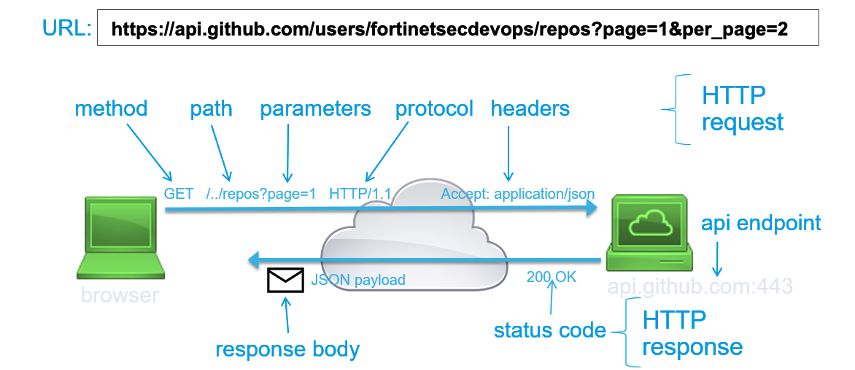 URL: https://api.github.com/users/fortinetsecdevops/repos?page=1&per_page=2
method path parameters protocol headers
HTTP
request
GET /../repos?page=1 HTTP/1.1 Accept: application/json
api endpoint
browser
JSON payload
200 OK
api.github.com:443
response body
status code
HTTP
response